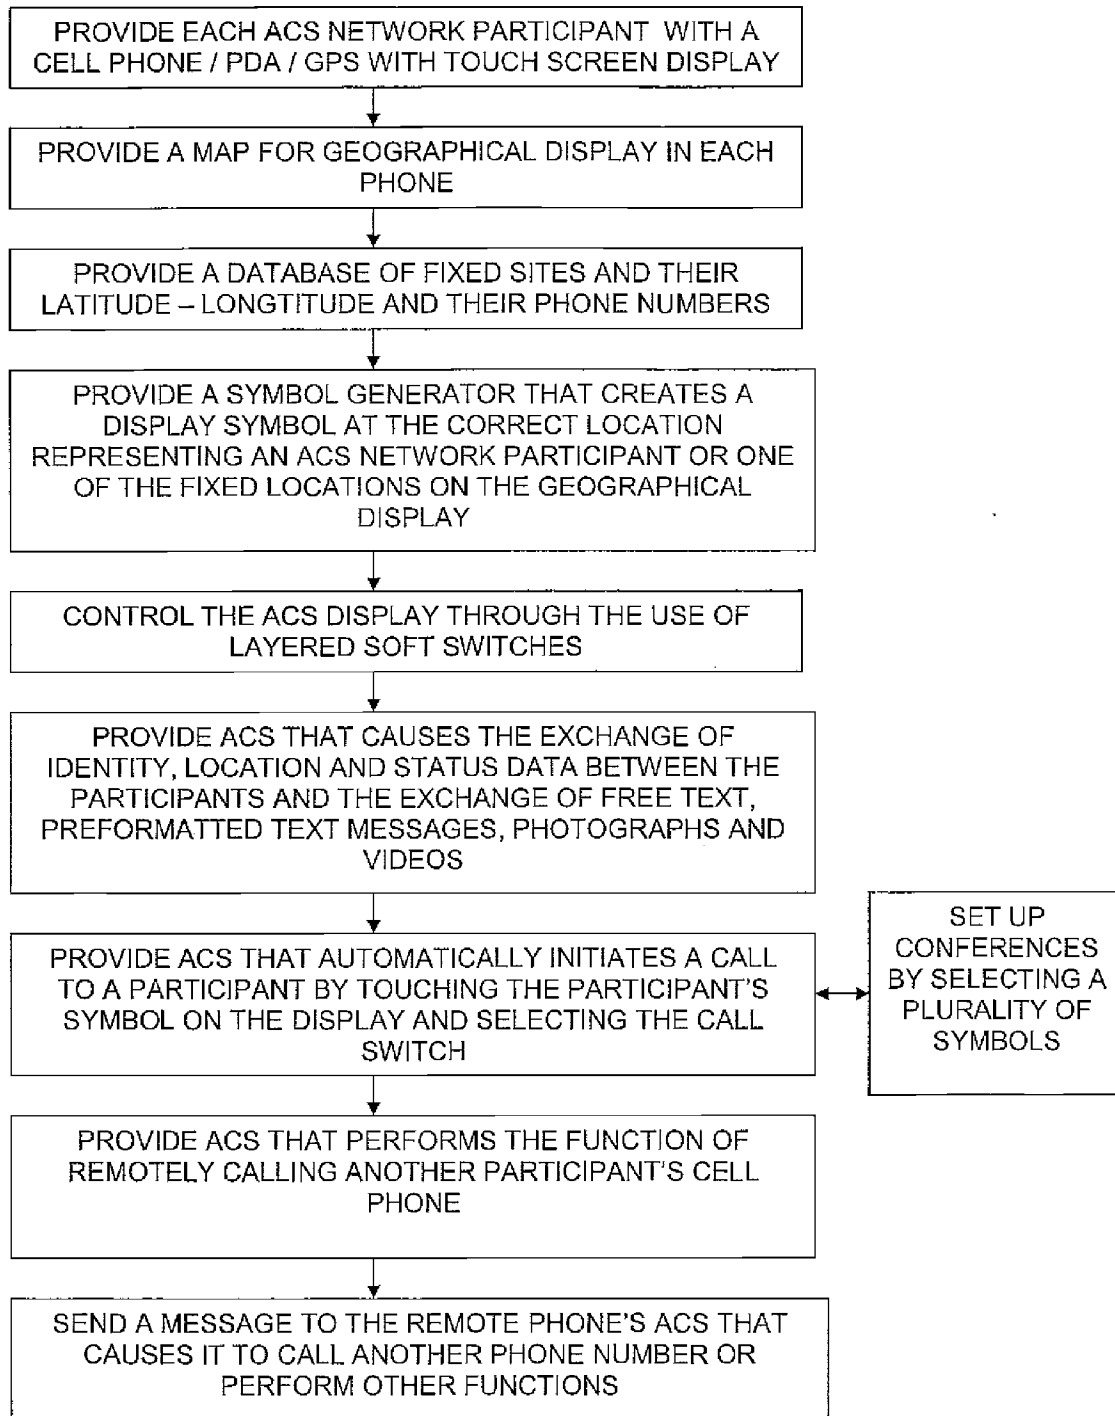 PROVIDE EACH ACS NETWORK PARTICIPANT WITH A
CELL PHONE / PDA / GPS WITH TOUCH SCREEN DISPLAY
PROVIDE A MAP FOR GEOGRAPHICAL DISPLAY IN EACH
PHONE
PROVIDE A DATABASE OF FIXED SITES AND THEIR
LATITUDE – LONGTITUDE AND THEIR PHONE NUMBERS
PROVIDE A SYMBOL GENERATOR THAT CREATES A
DISPLAY SYMBOL AT THE CORRECT LOCATION
REPRESENTING AN ACS NETWORK PARTICIPANT OR ONE
OF THE FIXED LOCATIONS ON THE GEOGRAPHICAL
DISPLAY
CONTROL THE ACS DISPLAY THROUGH THE USE OF
LAYERED SOFT SWITCHES
PROVIDE ACS THAT CAUSES THE EXCHANGE OF
IDENTITY, LOCATION AND STATUS DATA BETWEEN THE
PARTICIPANTS AND THE EXCHANGE OF FREE TEXT,
PREFORMATTED TEXT MESSAGES, PHOTOGRAPHS AND
VIDEOS
PROVIDE ACS THAT AUTOMATICALLY INITIATES A CALL
TO A PARTICIPANT BY TOUCHING THE PARTICIPANT'S
SYMBOL ON THE DISPLAY AND SELECTING THE CALL
SWITCH
SET UP
CONFERENCES
BY SELECTING A
PLURALITY OF
SYMBOLS
PROVIDE ACS THAT PERFORMS THE FUNCTION OF
REMOTELY CALLING ANOTHER PARTICIPANT'S CELL
PHONE
SEND A MESSAGE TO THE REMOTE PHONE'S ACS THAT
CAUSES IT TO CALL ANOTHER PHONE NUMBER OR
PERFORM OTHER FUNCTIONS